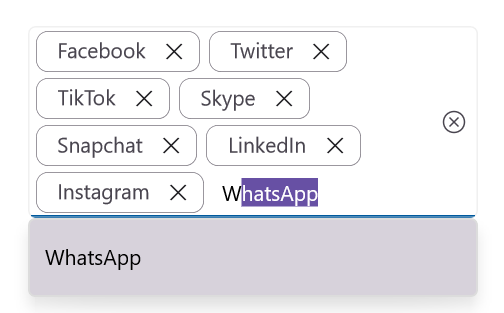 Facebook Twitter
TikTok Skype
Snapchat LinkedIn
Instagram WhatsApp
WhatsApp